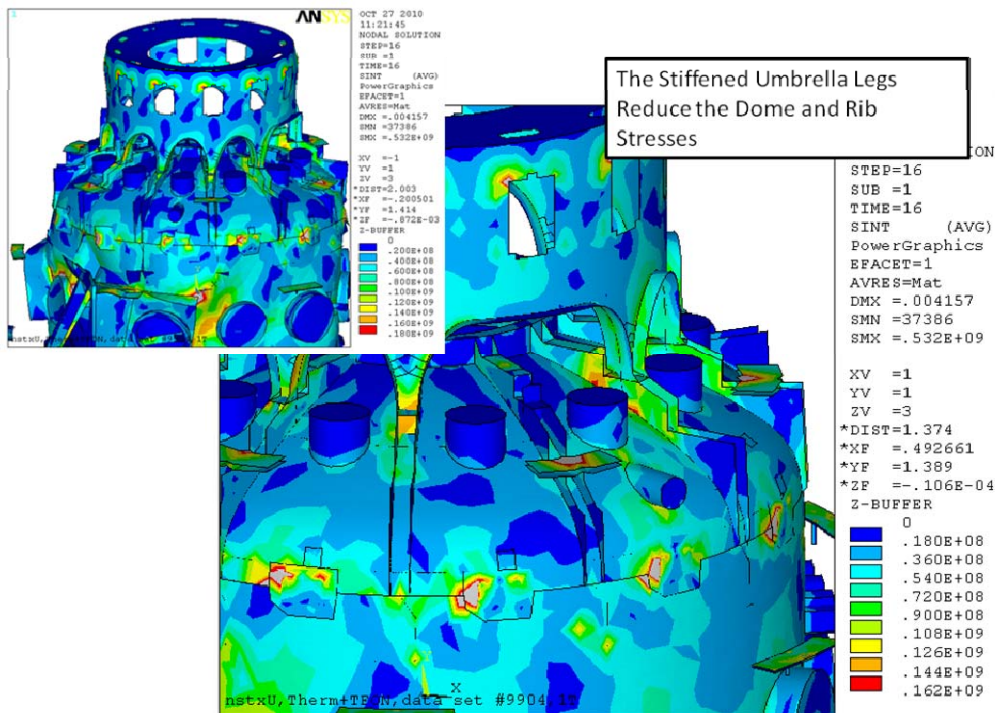 1
ANSYS
OCT 27 2010
11:21:45
NODAL SOLUTION
STEP=16
SUB =1
TIME=16
SINT (AVG)
PowerGraphics
EFACET=1
AVRES=Mat
DMX =.004157
SMN =37386
SMX =.532E+09
XV =-1
YV =1
ZV =3
*DIST=2.003
*XF =-.200501
*YF =1.414
*ZF =-.872E-03
Z-BUFFER
0
.200E+08
.400E+08
.600E+08
.800E+08
.100E+09
.120E+09
.140E+09
.160E+09
.180E+09
The Stiffened Umbrella Legs
Reduce the Dome and Rib
Stresses
ION
STEP=16
SUB =1
TIME=16
SINT (AVG)
PowerGraphics
EFACET=1
AVRES=Mat
DMX =.004157
SMN =37386
SMX =.532E+09
XV =1
YV =1
ZV =3
*DIST=1.374
*XF =.492661
*YF =1.389
*ZF =-.106E-04
Z-BUFFER
0
.180E+08
.360E+08
.540E+08
.720E+08
.900E+08
.108E+09
.126E+09
.144E+09
.162E+09
X
nstxU,Therm+TEON,data set #9904,1T